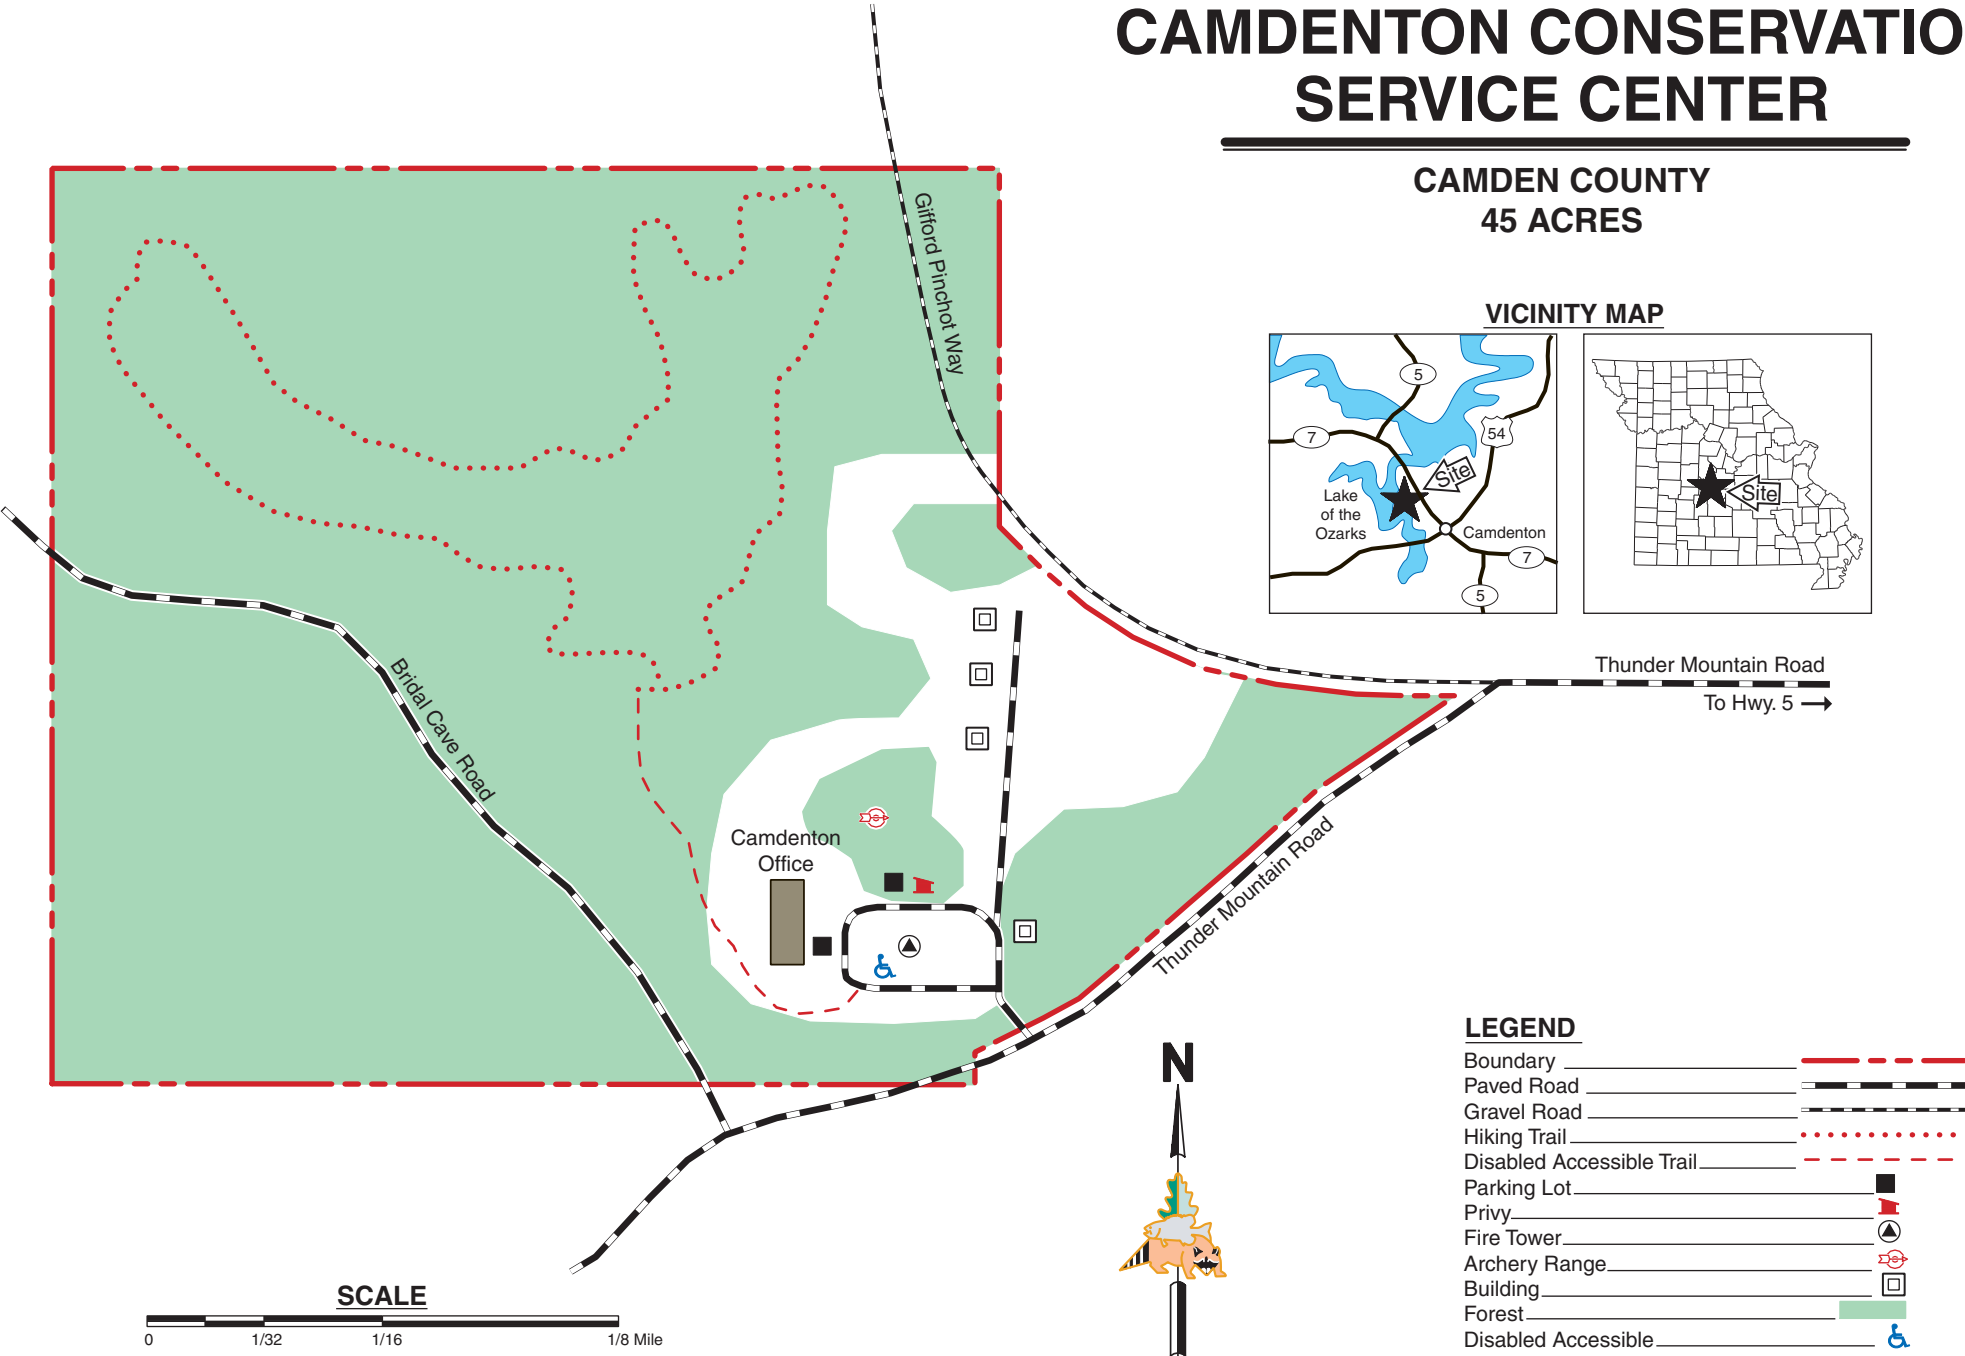 CAMDENTON CONSERVATIO
SERVICE CENTER
CAMDEN COUNTY
45 ACRES
VICINITY MAP
5
7
54
Site
Lake
of the
Ozarks
Camdenton
7
5
Site
Gifford Pinchot Way
Bridal Cave Road
Thunder Mountain Road
To Hwy. 5
Camdenton
Office
Thunder Mountain Road
N
LEGEND
Boundary
Paved Road
Gravel Road
Hiking Trail
Disabled Accessible Trail
Parking Lot
Privy
Fire Tower
Archery Range
Building
Forest
Disabled Accessible
SCALE
0 1/32 1/16 1/8 Mile